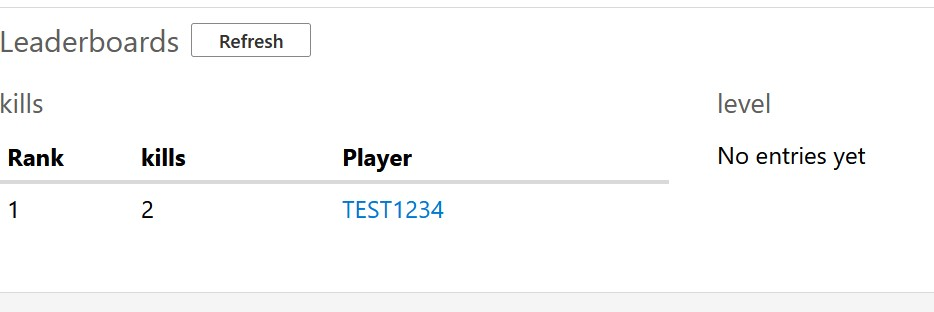 Leaderboards Refresh
kills
Rank kills Player
1 2 TEST1234
level
No entries yet